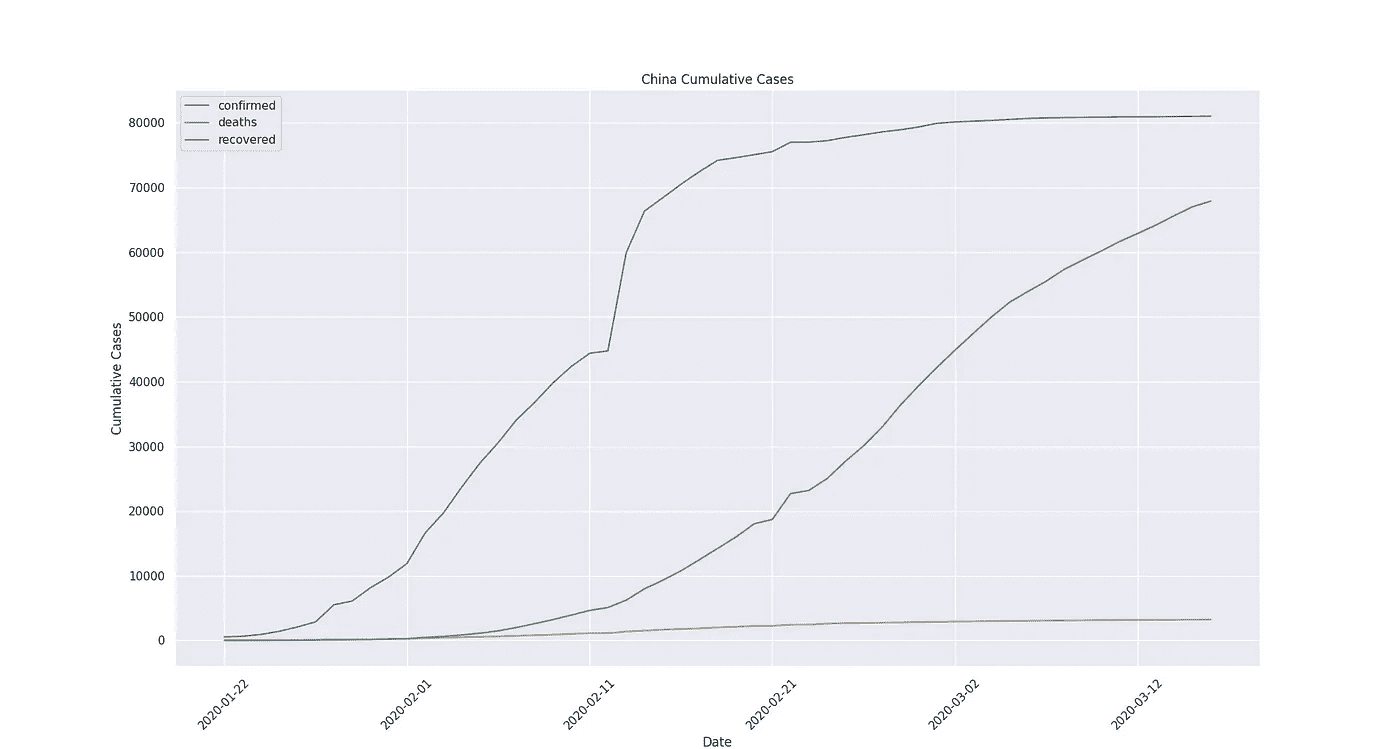 China Cumulative Cases
confirmed
deaths
recovered
80000
70000
60000
50000
40000
30000
20000
10000
0
Cumulative Cases
2020-01-22
2020-02-01
2020-02-11
2020-02-21
2020-03-02
2020-03-12
Date